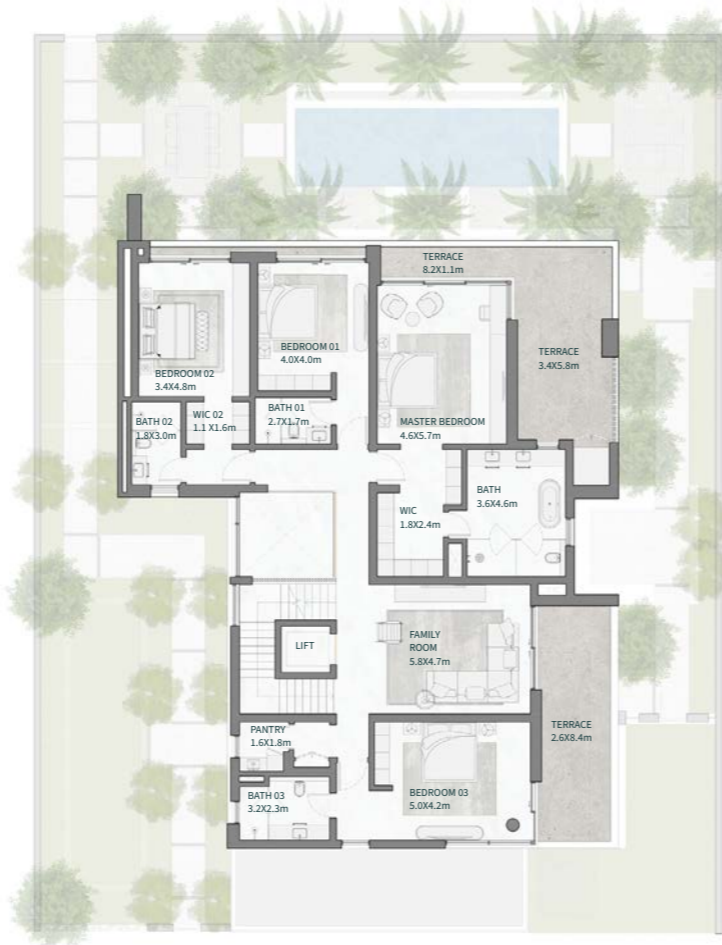 TERRACE
8.2X1.1m
BEDROOM 01
4.0X4.0m
TERRACE
3.4X5.8m
BEDROOM 02
3.4X4.8m
BATH 01
2.7X1.7m
WIC 02
1.1 X1.6m
BATH 02
1.8X3.0m
MASTER BEDROOM
4.6X5.7m
BATH
3.6X4.6m
WIC
1.8X2.4m
LIFT
FAMILY
ROOM
5.8X4.7m
TERRACE
2.6X8.4m
PANTRY
1.6X1.8m
BATH 03
3.2X2.3m
BEDROOM 03
5.0X4.2m